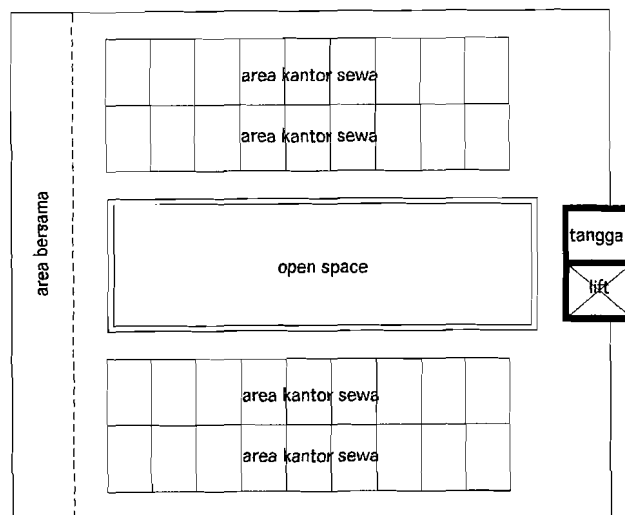 area kantor sewa
area kantor sewa
area bersama
open space
tangga
lift
area kantor sewa
area kantor sewa